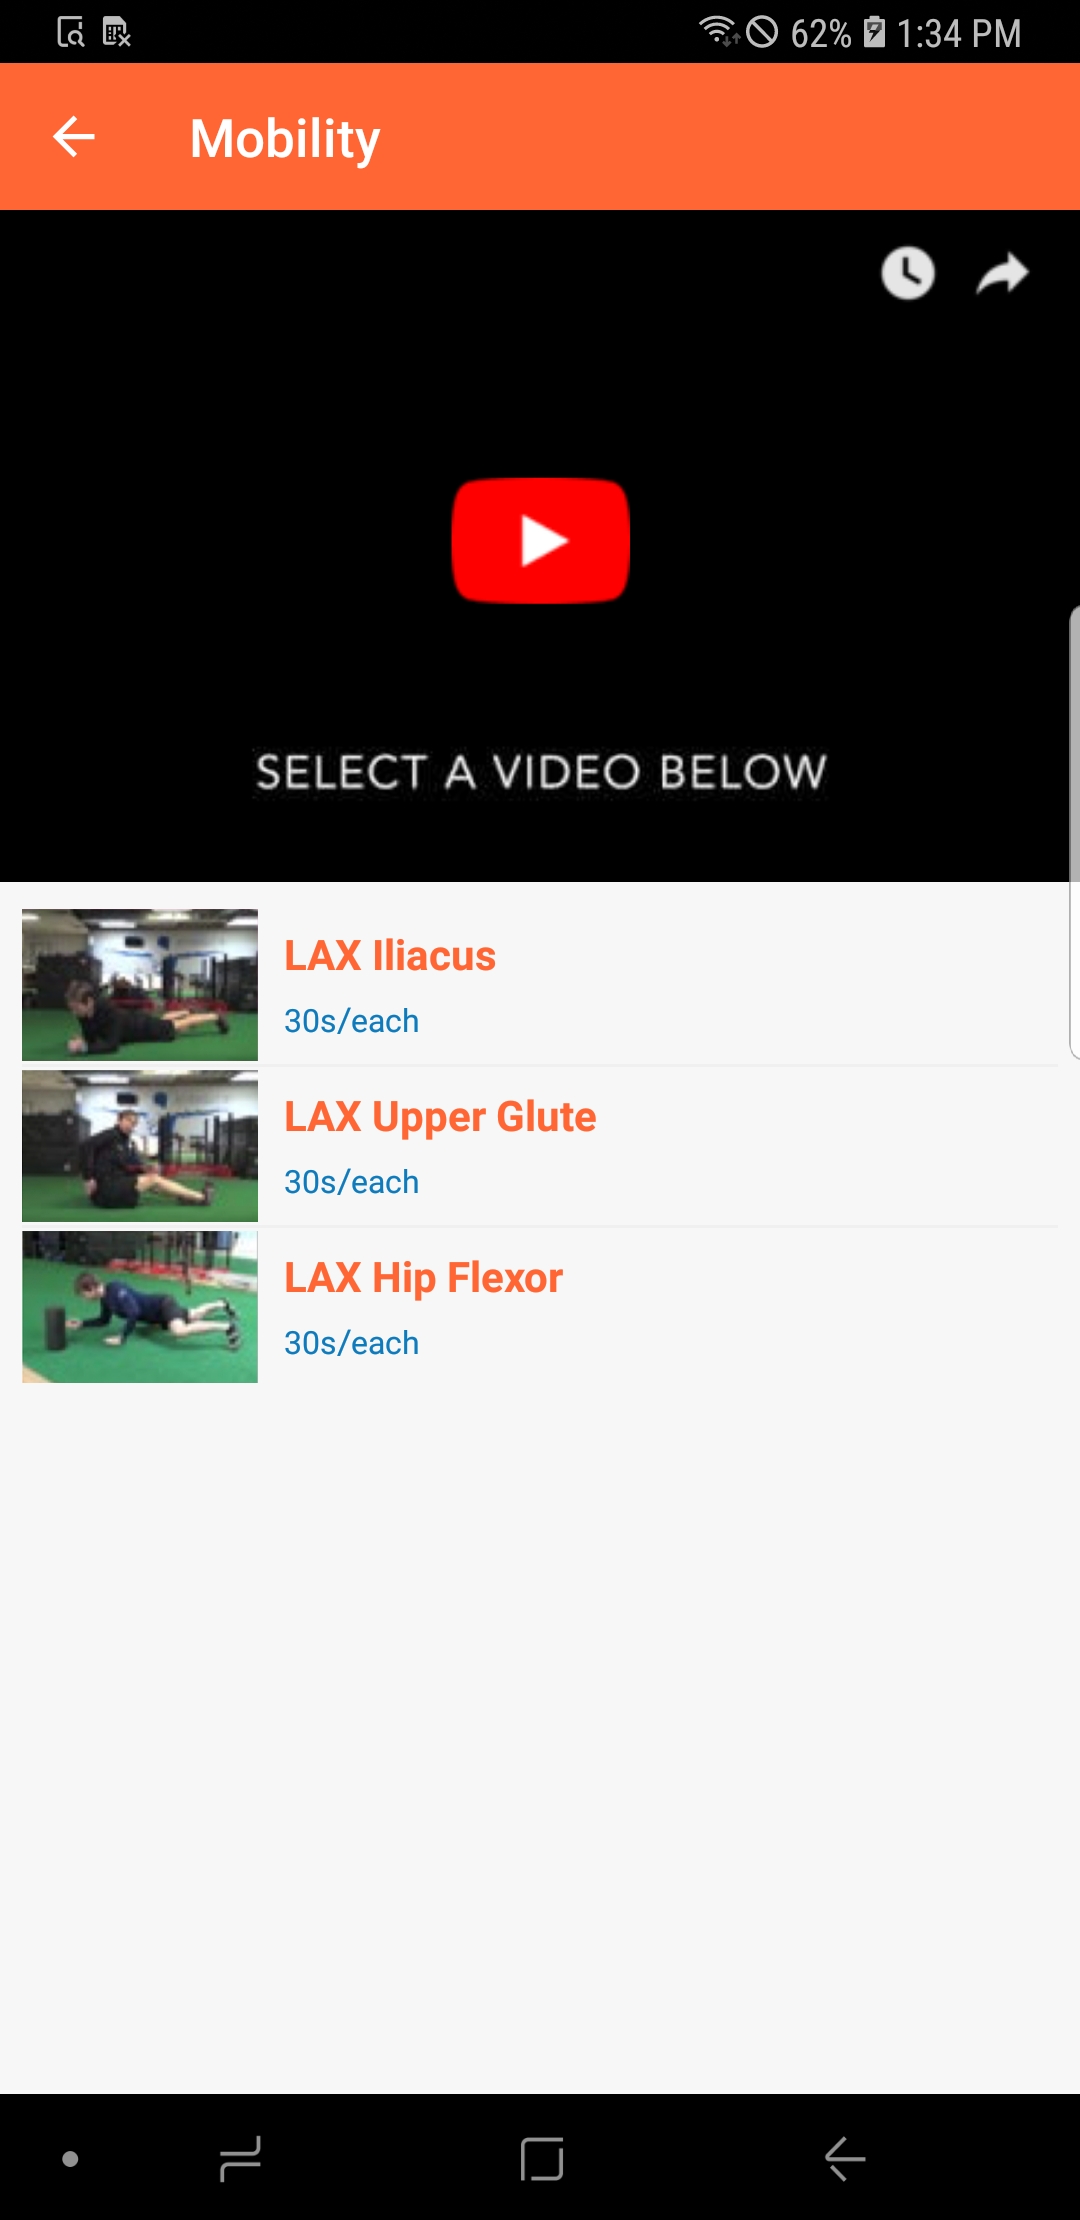 62% 1:34 PM
Mobility
SELECT A VIDEO BELOW
LAX Iliacus
30s/each
LAX Upper Glute
30s/each
LAX Hip Flexor
30s/each